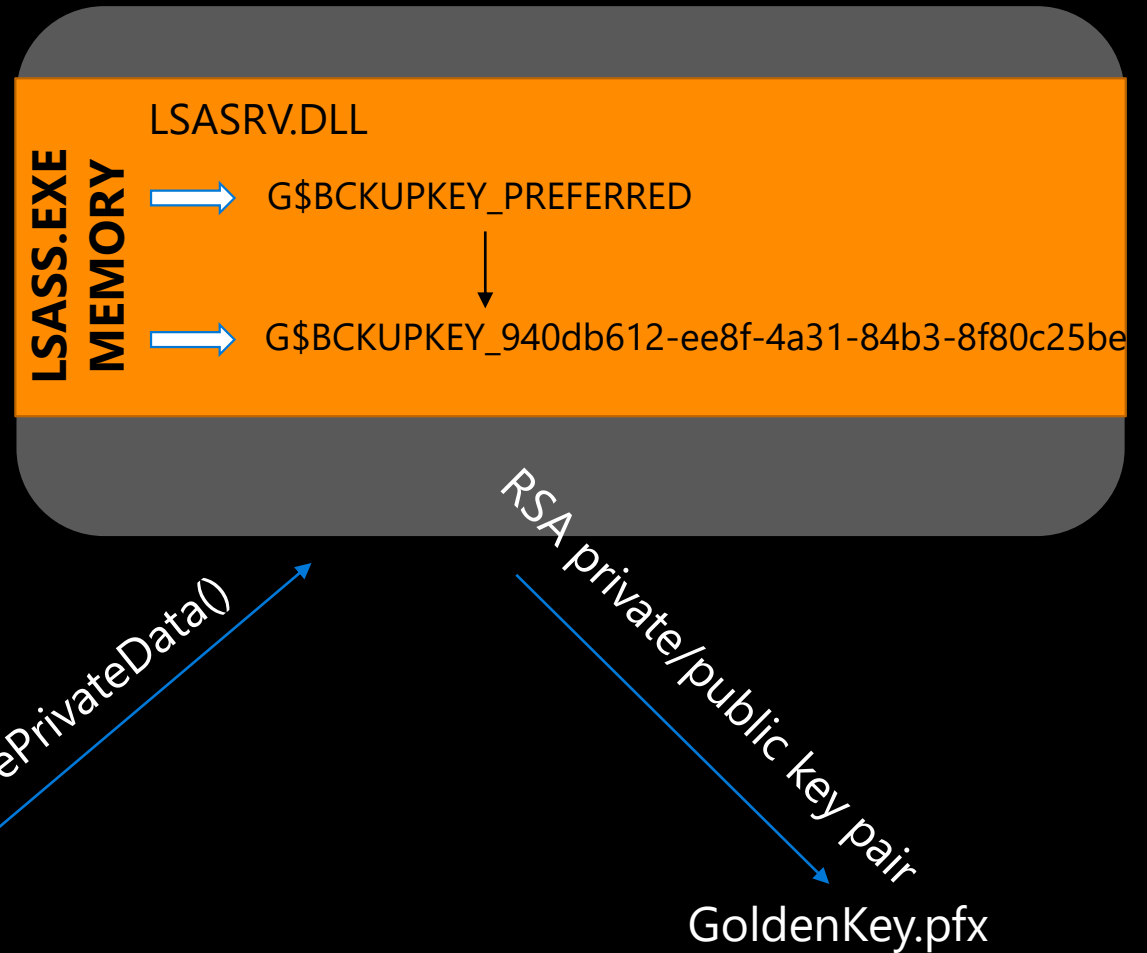 LSASS.EXE
MEMORY
LSASRV.DLL
G$BCKUPKEY_PREFERRED
G$BCKUPKEY_940db612-ee8f-4a31-84b3-8f80c25be
ePrivateData()
RSA private/public key pair
GoldenKey.pfx